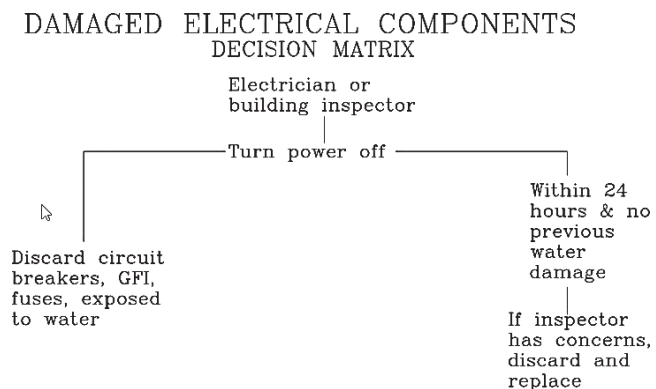 DAMAGED ELECTRICAL COMPONENTS
DECISION MATRIX
Electrician or
building inspector
Turn power off
Discard circuit
breakers, GFI,
fuses, exposed
to water
Within 24
hours & no
previous
water
damage
If inspector
has concerns,
discard and
replace